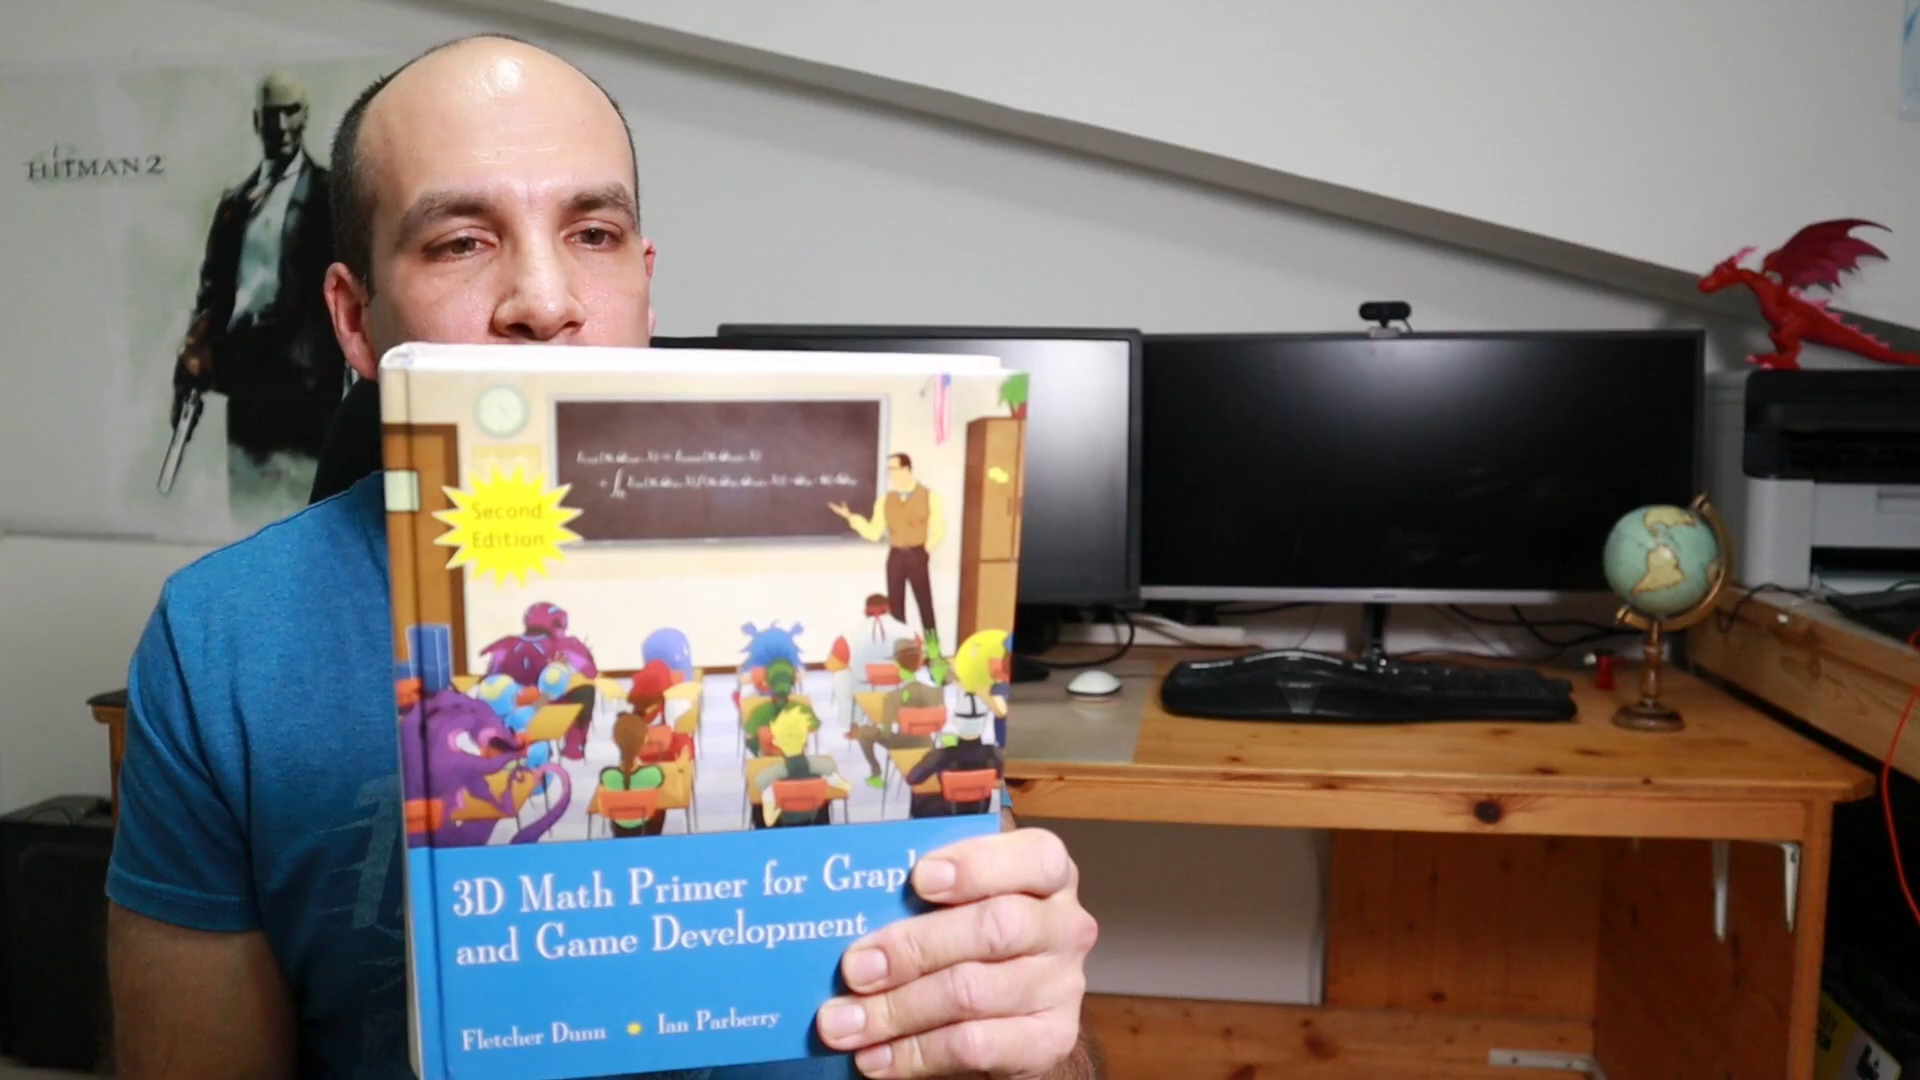 HITMAN 2
Second
Edition
3D Math Primer for Grap
and Game Development
Fletcher Dunn Ian Parberry